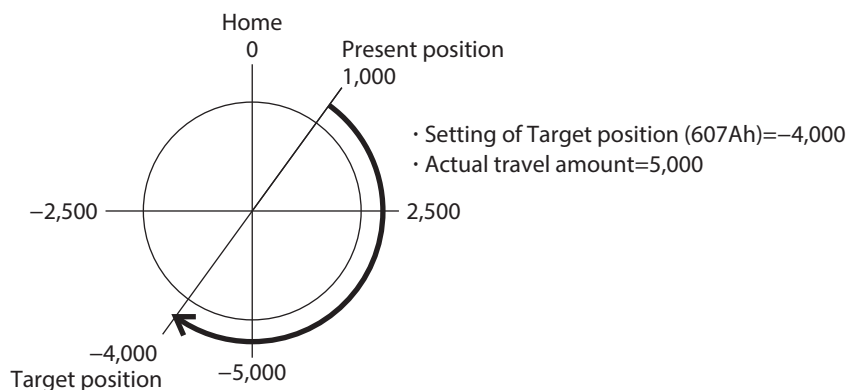 Home
0
Present position
1,000
· Setting of Target position (607Ah)=−4,000
· Actual travel amount=5,000
−2,500
2,500
−4,000
Target position
−5,000